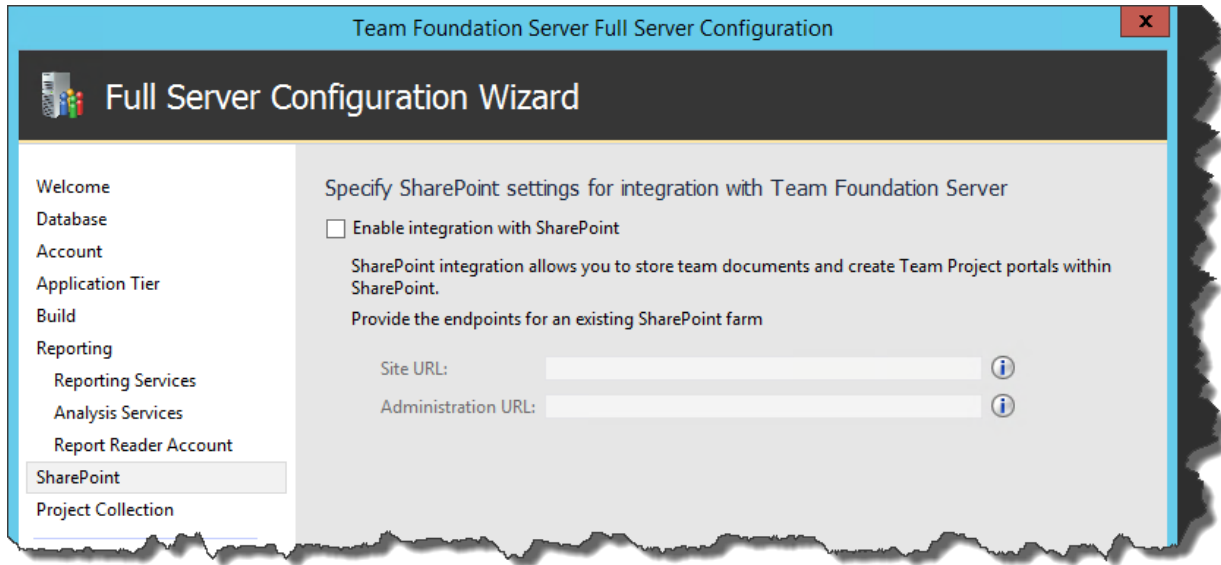 Team Foundation Server Full Server Configuration
x
Full Server Configuration Wizard
Welcome
Database
Account
Application Tier
Build
Reporting
Reporting Services
Analysis Services
Report Reader Account
SharePoint
Project Collection
Specify SharePoint settings for integration with Team Foundation Server
Enable integration with SharePoint
SharePoint integration allows you to store team documents and create Team Project portals within
SharePoint.
Provide the endpoints for an existing SharePoint farm
Site URL:
Administration URL: